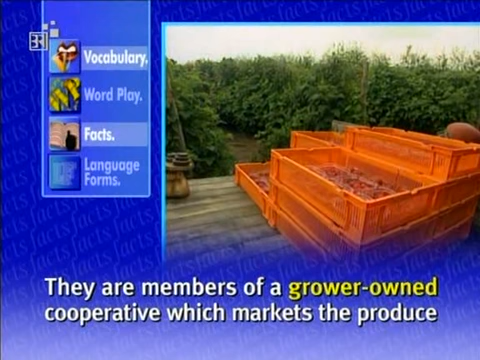 Vocabulary.
Word Play.
Facts.
Language
Forms.
They are members of a grower-owned
cooperative which markets the produce